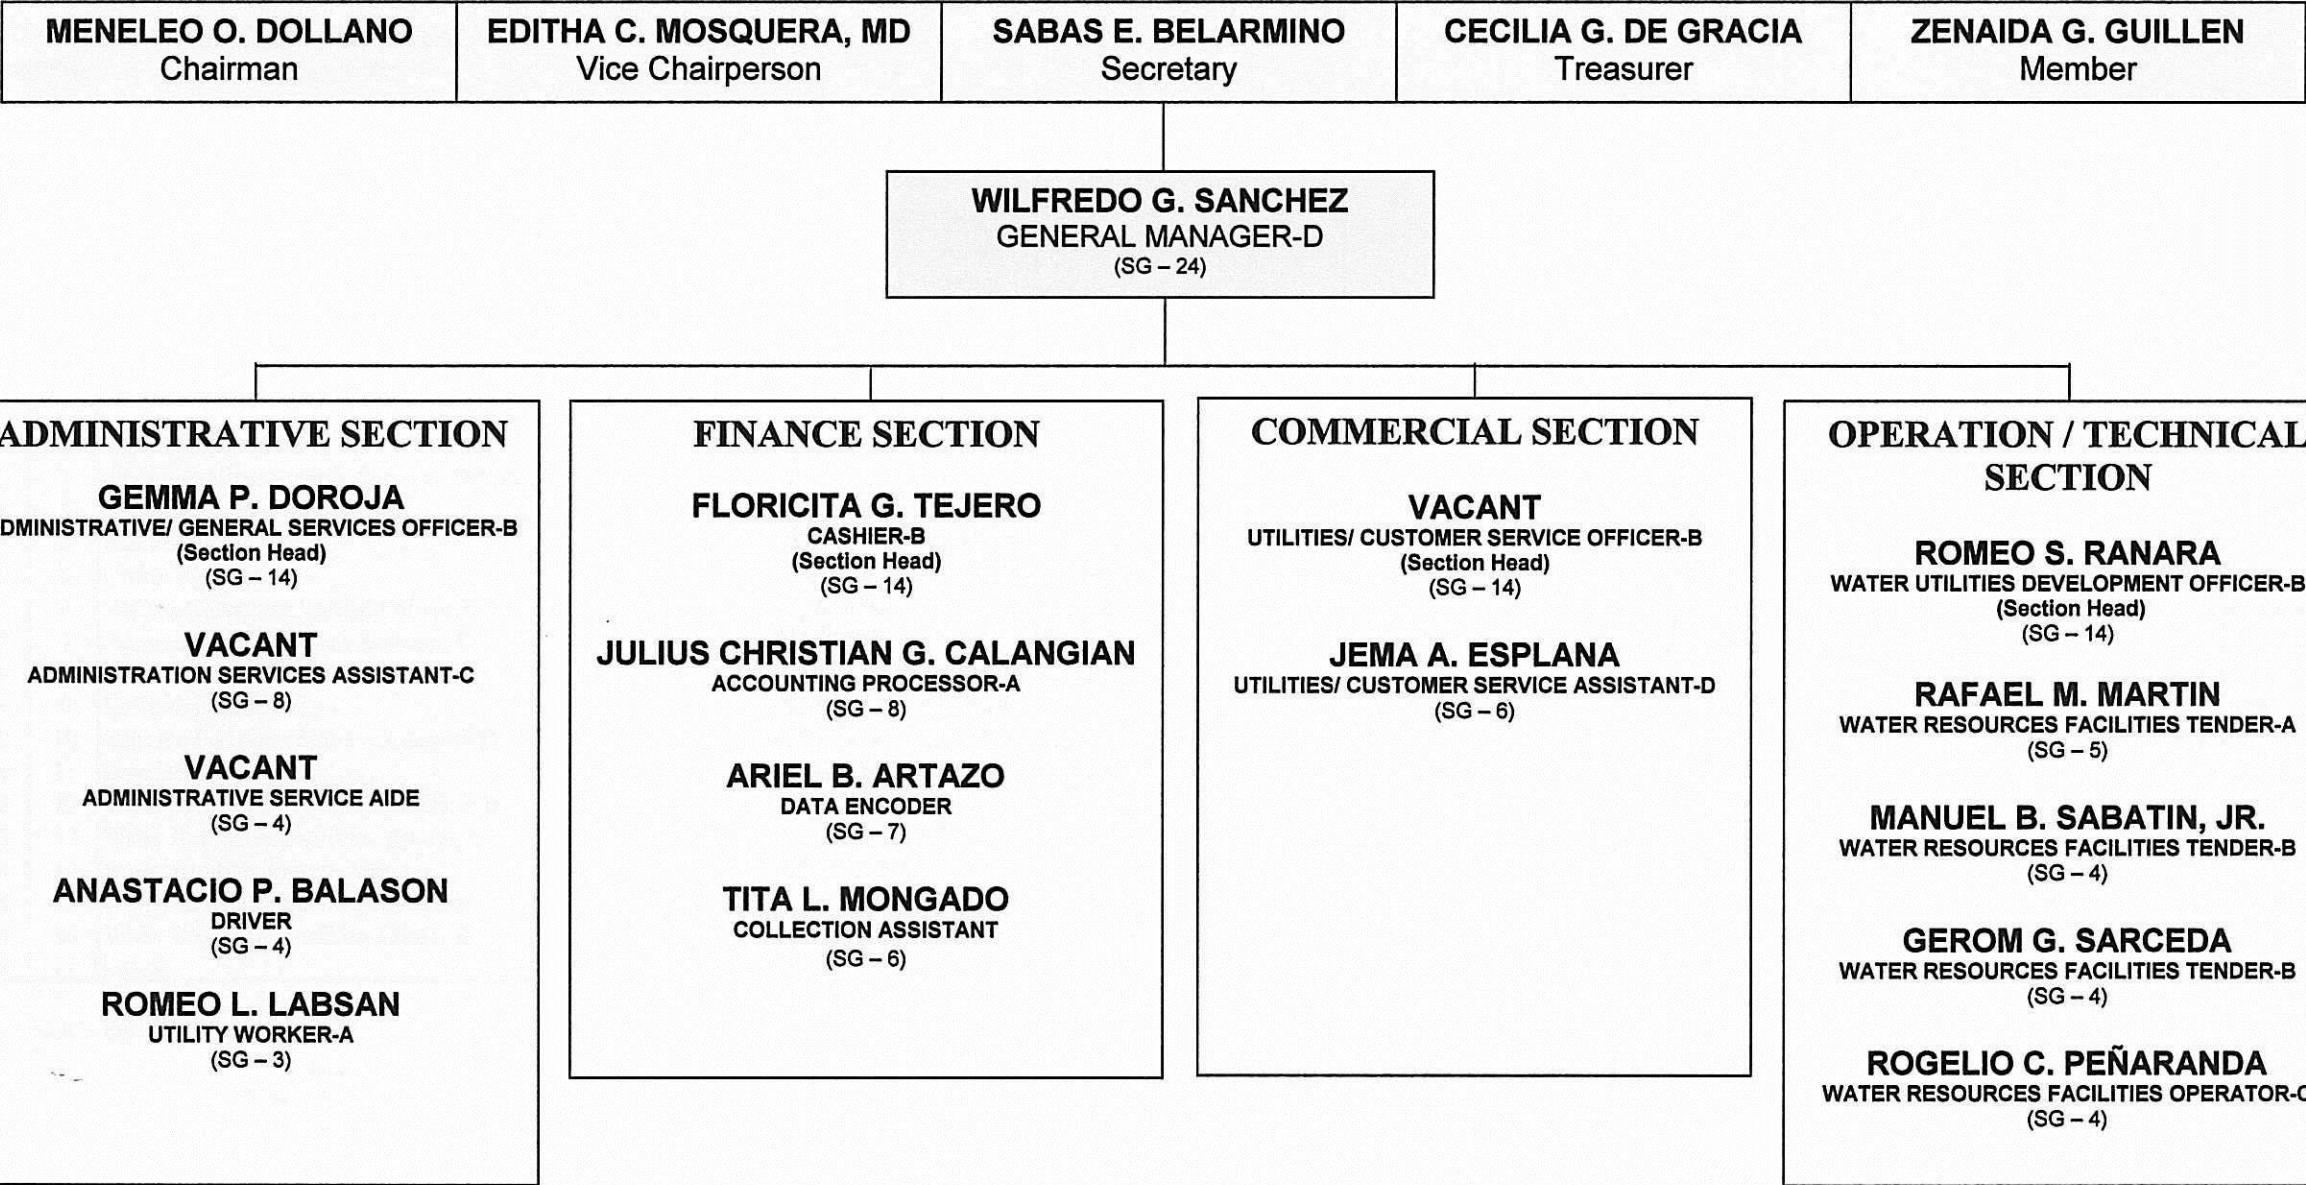 MENELEO O. DOLLANO
Chairman
EDITHA C. MOSQUERA, MD
Vice Chairperson
SABAS E. BELARMINO
Secretary
CECILIA G. DE GRACIA
Treasurer
ZENAIDA G. GUILLEN
Member
WILFREDO G. SANCHEZ
GENERAL MANAGER-D
(SG – 24)
ADMINISTRATIVE SECTION
GEMMA P. DOROJA
DMINISTRATIVE/ GENERAL SERVICES OFFICER-B
(Section Head)
(SG – 14)
VACANT
ADMINISTRATION SERVICES ASSISTANT-C
(SG – 8)
VACANT
ADMINISTRATIVE SERVICE AIDE
(SG – 4)
ANASTACIO P. BALASON
DRIVER
(SG – 4)
ROMEO L. LABSAN
UTILITY WORKER-A
(SG – 3)
FINANCE SECTION
FLORICITA G. TEJERO
CASHIER-B
(Section Head)
(SG – 14)
JULIUS CHRISTIAN G. CALANGIAN
ACCOUNTING PROCESSOR-A
(SG – 8)
ARIEL B. ARTAZO
DATA ENCODER
(SG – 7)
TITA L. MONGADO
COLLECTION ASSISTANT
(SG – 6)
COMMERCIAL SECTION
VACANT
UTILITIES/ CUSTOMER SERVICE OFFICER-B
(Section Head)
(SG – 14)
JEMA A. ESPLANA
UTILITIES/ CUSTOMER SERVICE ASSISTANT-D
(SG – 6)
OPERATION / TECHNICAL
SECTION
ROMEO S. RANARA
WATER UTILITIES DEVELOPMENT OFFICER-B
(Section Head)
(SG – 14)
RAFAEL M. MARTIN
WATER RESOURCES FACILITIES TENDER-A
(SG – 5)
MANUEL B. SABATIN, JR.
WATER RESOURCES FACILITIES TENDER-B
(SG – 4)
GEROM G. SARCEDA
WATER RESOURCES FACILITIES TENDER-B
(SG – 4)
ROGELIO C. PEÑARANDA
WATER RESOURCES FACILITIES OPERATOR-C
(SG – 4)